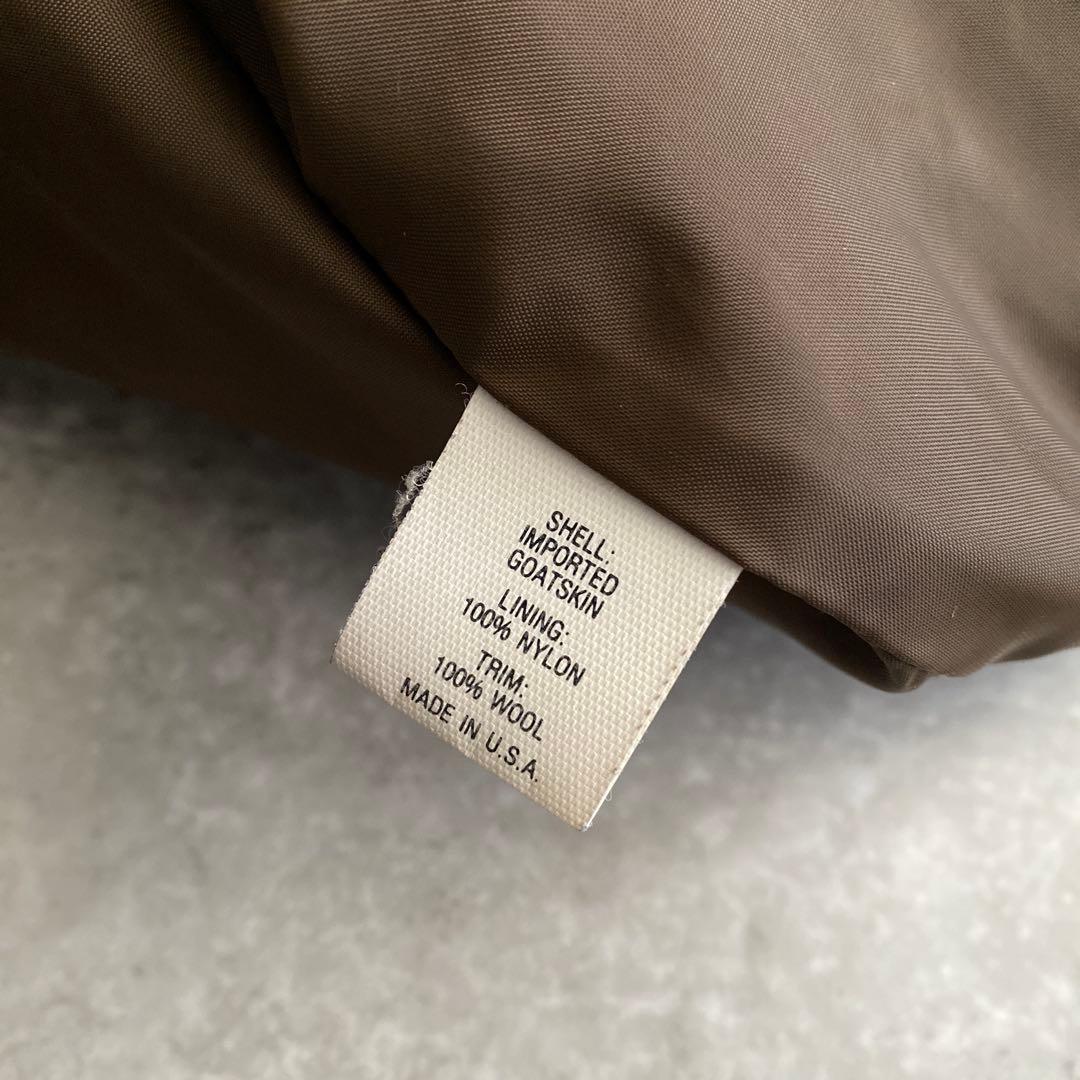 SHELL:
IMPORTED
GOATSKIN
LINING:
100% NYLON
TRIM:
100% WOOL
MADE IN U.S.A.